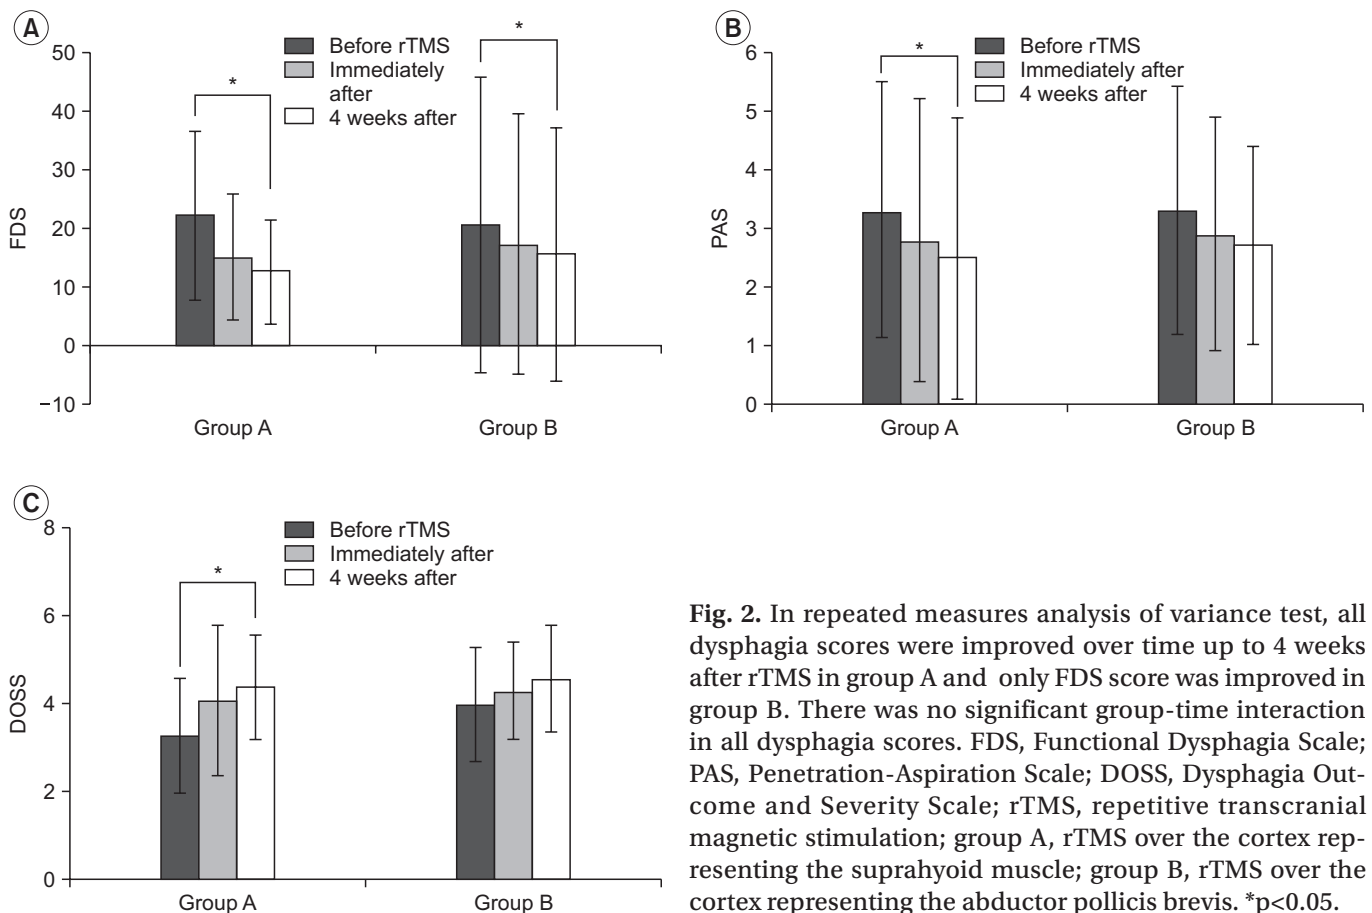 A
50
40
30
20
10
0
−10
FDS
*
*
Before rTMS
Immediately
after
4 weeks after
Group A
Group B
B
6
5
4
3
2
1
0
PAS
*
Before rTMS
Immediately after
4 weeks after
Group A
Group B
C
8
6
4
2
0
DOSS
*
Before rTMS
Immediately after
4 weeks after
Group A
Group B
Fig. 2. In repeated measures analysis of variance test, all
dysphagia scores were improved over time up to 4 weeks
after rTMS in group A and only FDS score was improved in
group B. There was no significant group-time interaction
in all dysphagia scores. FDS, Functional Dysphagia Scale;
PAS, Penetration-Aspiration Scale; DOSS, Dysphagia Out-
come and Severity Scale; rTMS, repetitive transcranial
magnetic stimulation; group A, rTMS over the cortex rep-
resenting the suprahyoid muscle; group B, rTMS over the
cortex representing the abductor pollicis brevis. *p<0.05.